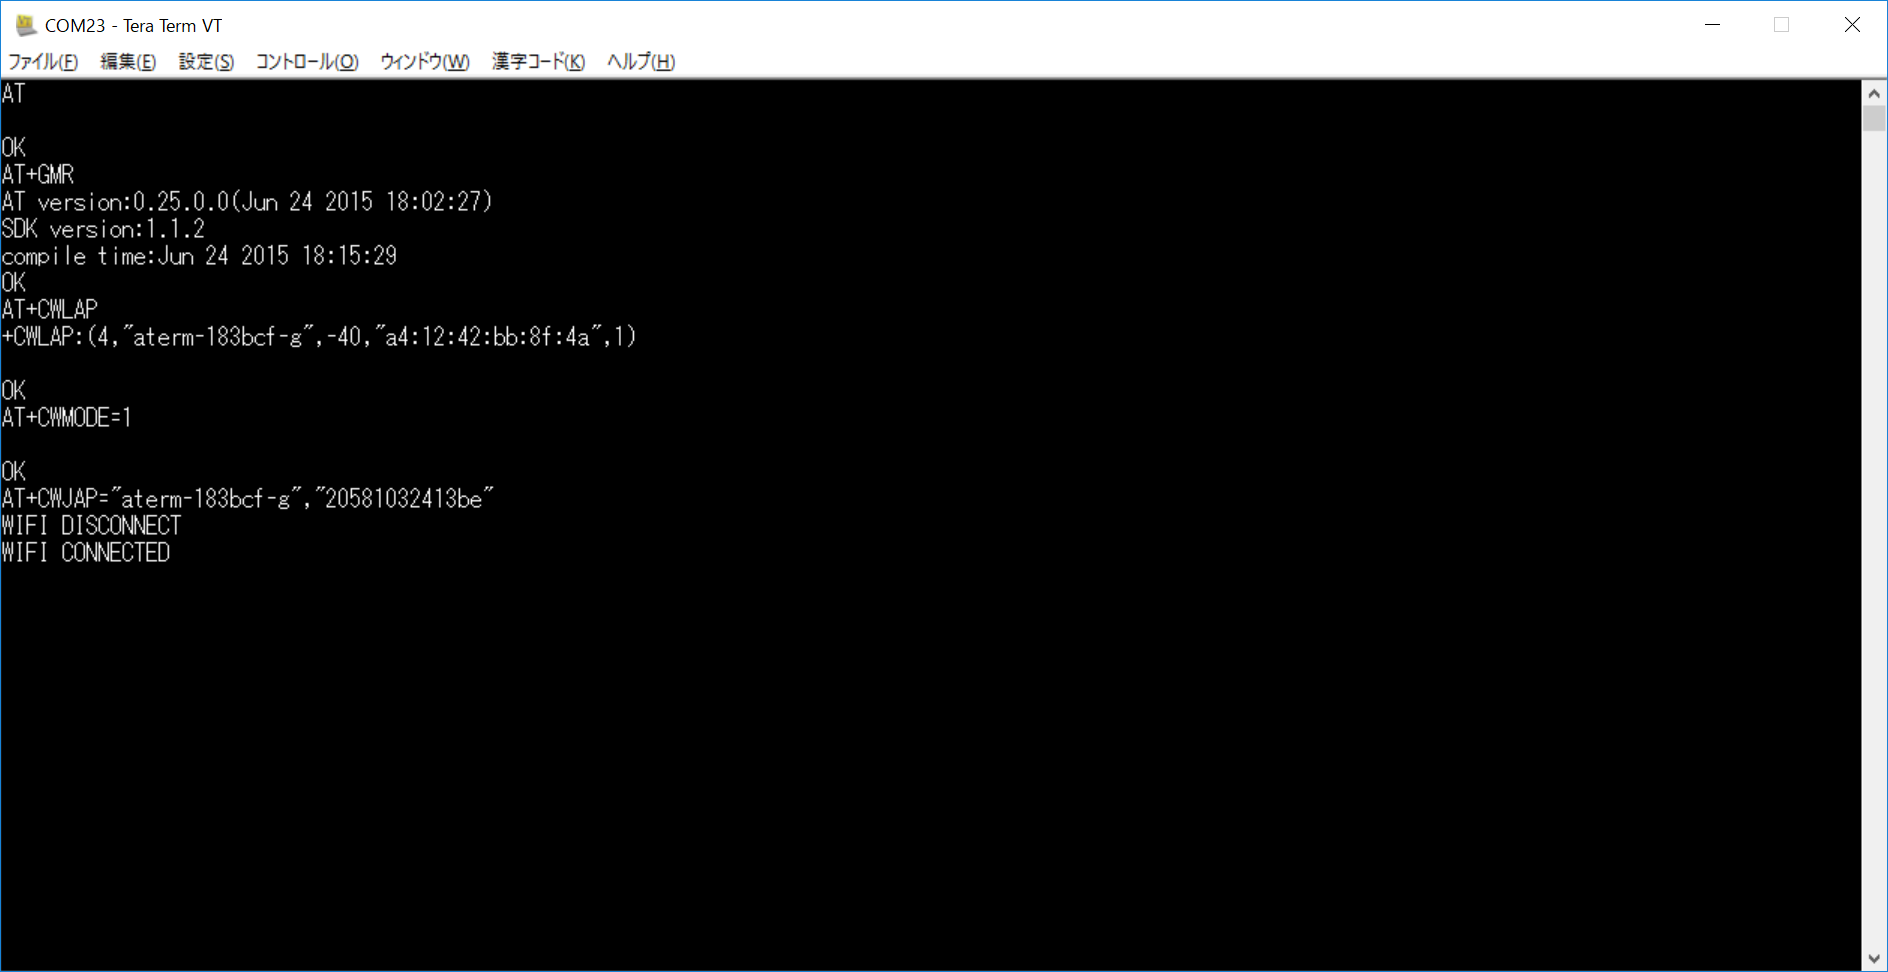 COM23 - Tera Term VT
ファイル(F) 編集(E) 設定(S) コントロール(O) ウィンドウ(W) 漢字コード(K) ヘルプ(H)
AT
OK
AT+GMR
AT version:0.25.0.0(Jun 24 2015 18:02:27)
SDK version:1.1.2
compile time:Jun 24 2015 18:15:29
OK
AT+CWLAP
+CWLAP:(4,"aterm-183bcf-g",-40,"a4:12:42:bb:8f:4a",1)
OK
AT+CWMODE=1
OK
AT+CWJAP="aterm-183bcf-g","20581032413be"
WIFI DISCONNECT
WIFI CONNECTED